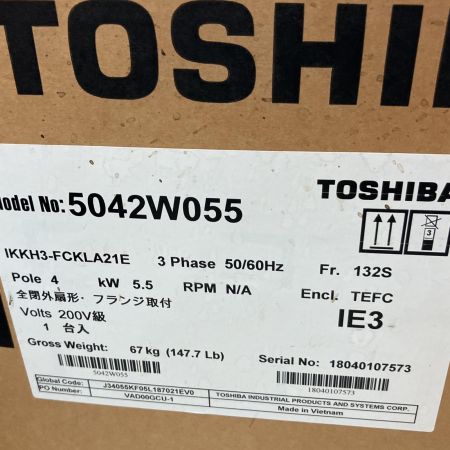 TOSHI
Model No: 5042W055
TOSHIBA
IKKH3-FCKLA21E 3 Phase 50/60Hz Fr. 132S
Pole 4 kW 5.5 RPM N/A Encl. TEFC
全閉外扇形・フランジ取付
Volts 200V級 IE3
1 台入
3
Gross Weight: 67 kg (147.7 Lb) Serial No: 18040107573
5042W055 18040107573
Global Code: J34055KF05L187021EV0
PO Number: VAD00GCU-1
TOSHIBA INDUSTRIAL PRODUCTS AND SYSTEMS CORP.
Made in Vietnam